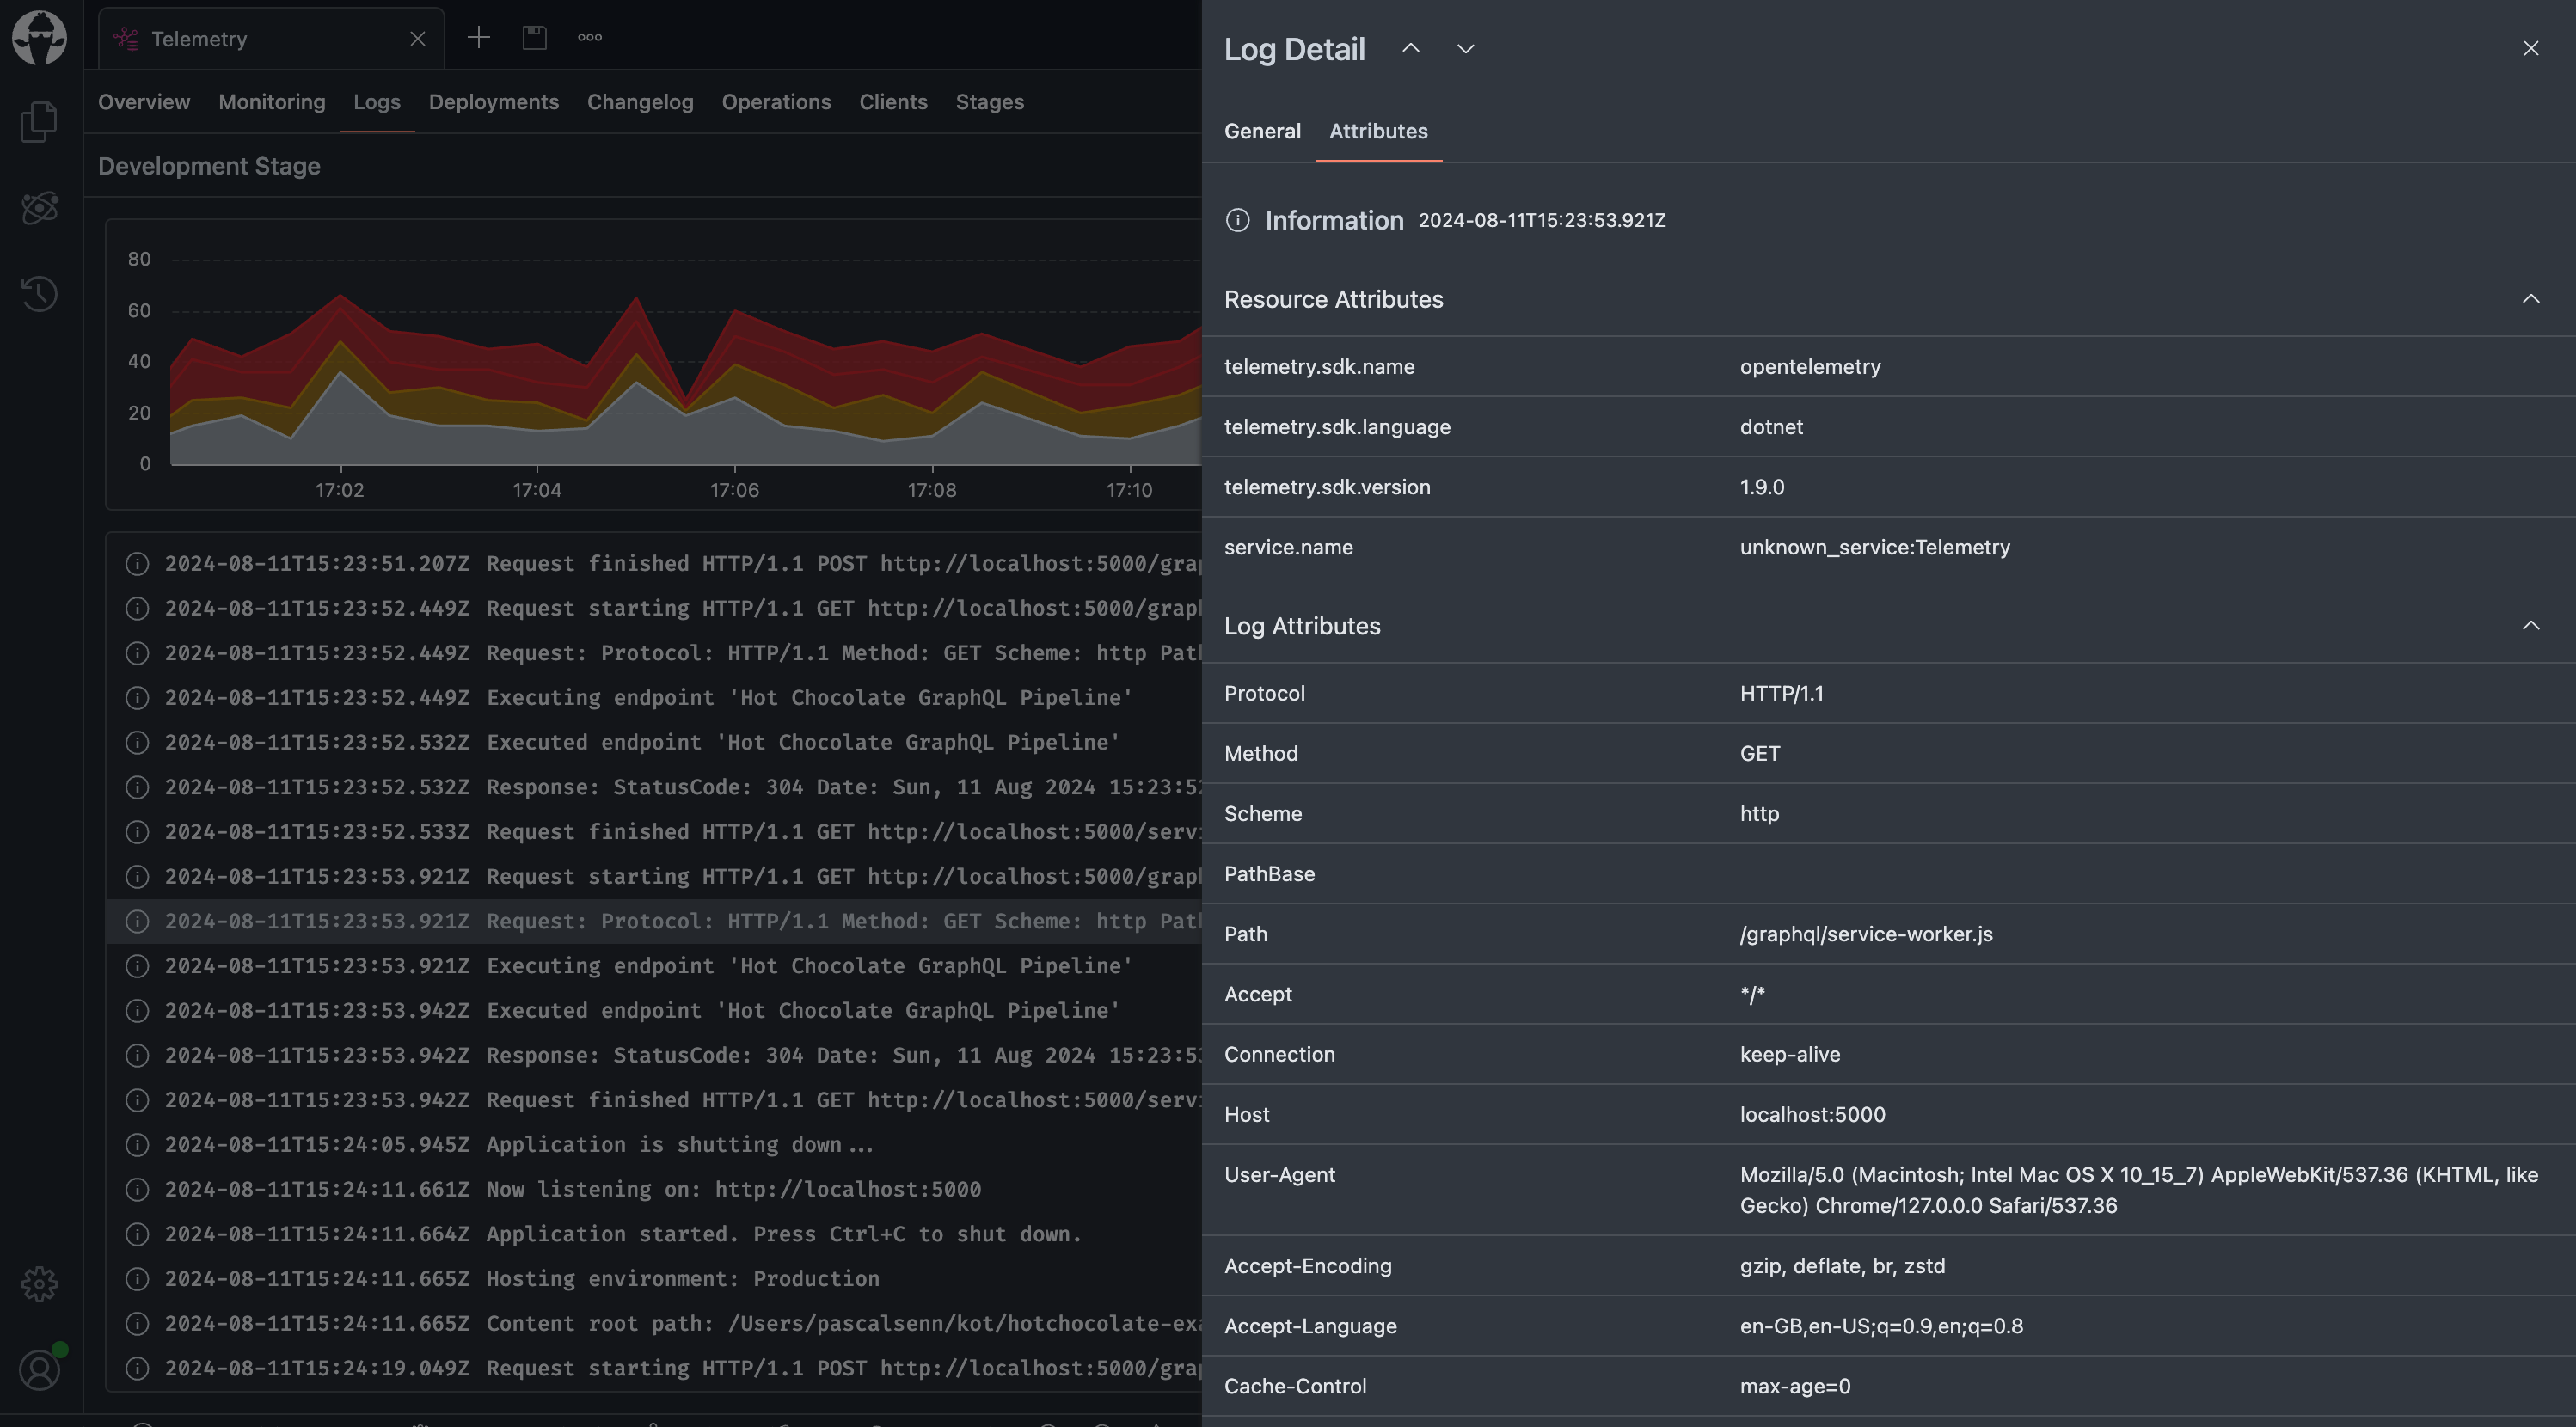 Telemetry
Overview Monitoring Logs Deployments Changelog Operations Clients Stages
Development Stage
80
60
40
20
0
17:02 17:04 17:06 17:08 17:10
2024-08-11T15:23:51.207Z Request finished HTTP/1.1 POST http://localhost:5000/grap
2024-08-11T15:23:52.449Z Request starting HTTP/1.1 GET http://localhost:5000/graph
2024-08-11T15:23:52.449Z Request: Protocol: HTTP/1.1 Method: GET Scheme: http Path
2024-08-11T15:23:52.449Z Executing endpoint 'Hot Chocolate GraphQL Pipeline'
2024-08-11T15:23:52.532Z Executed endpoint 'Hot Chocolate GraphQL Pipeline'
2024-08-11T15:23:52.532Z Response: StatusCode: 304 Date: Sun, 11 Aug 2024 15:23:52
2024-08-11T15:23:52.533Z Request finished HTTP/1.1 GET http://localhost:5000/servi
2024-08-11T15:23:53.921Z Request starting HTTP/1.1 GET http://localhost:5000/graph
2024-08-11T15:23:53.921Z Request: Protocol: HTTP/1.1 Method: GET Scheme: http Path
2024-08-11T15:23:53.921Z Executing endpoint 'Hot Chocolate GraphQL Pipeline'
2024-08-11T15:23:53.942Z Executed endpoint 'Hot Chocolate GraphQL Pipeline'
2024-08-11T15:23:53.942Z Response: StatusCode: 304 Date: Sun, 11 Aug 2024 15:23:53
2024-08-11T15:23:53.942Z Request finished HTTP/1.1 GET http://localhost:5000/servi
2024-08-11T15:24:05.945Z Application is shutting down...
2024-08-11T15:24:11.661Z Now listening on: http://localhost:5000
2024-08-11T15:24:11.664Z Application started. Press Ctrl+C to shut down.
2024-08-11T15:24:11.665Z Hosting environment: Production
2024-08-11T15:24:11.665Z Content root path: /Users/pascalsenn/kot/hotchocolate-exa
2024-08-11T15:24:19.049Z Request starting HTTP/1.1 POST http://localhost:5000/grap
Log Detail
General Attributes
Information 2024-08-11T15:23:53.921Z
Resource Attributes
telemetry.sdk.name opentelemetry
telemetry.sdk.language dotnet
telemetry.sdk.version 1.9.0
service.name unknown_service:Telemetry
Log Attributes
Protocol HTTP/1.1
Method GET
Scheme http
PathBase
Path /graphql/service-worker.js
Accept */*
Connection keep-alive
Host localhost:5000
User-Agent Mozilla/5.0 (Macintosh; Intel Mac OS X 10_15_7) AppleWebKit/537.36 (KHTML, like
Gecko) Chrome/127.0.0.0 Safari/537.36
Accept-Encoding gzip, deflate, br, zstd
Accept-Language en-GB,en-US;q=0.9,en;q=0.8
Cache-Control max-age=0